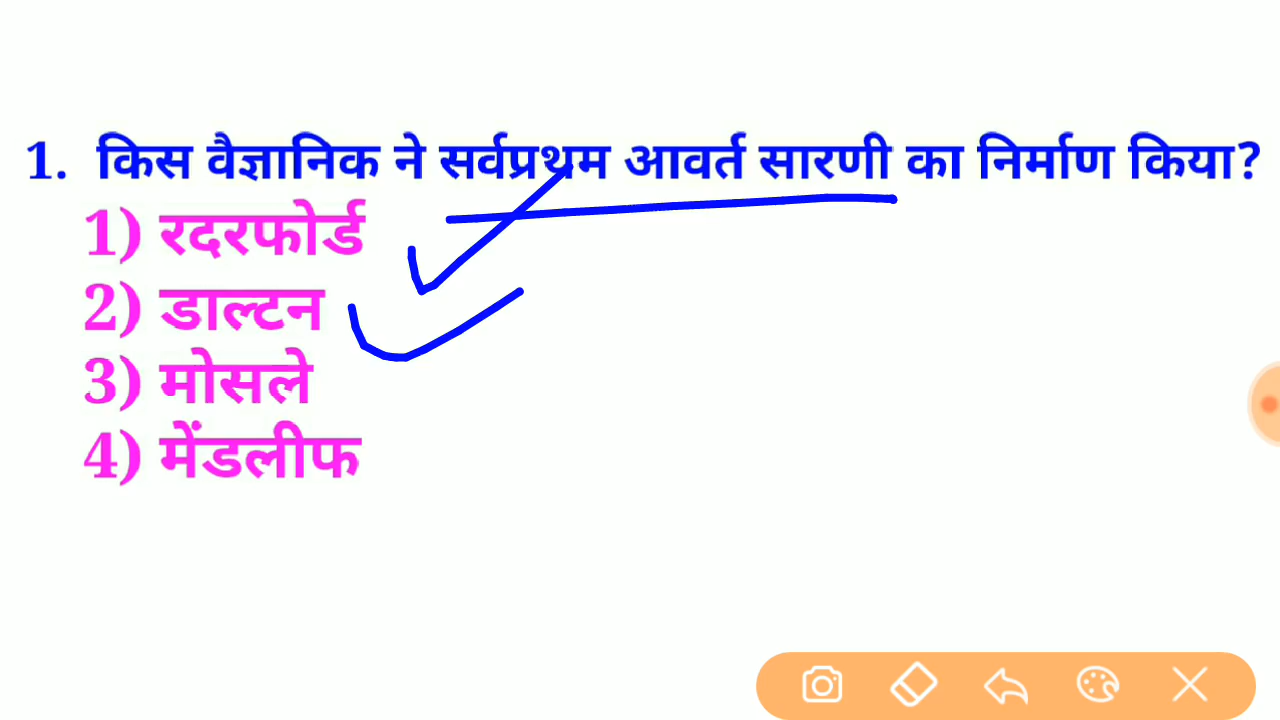 1. किस वैज्ञानिक ने सर्वप्रथम आवर्त सारणी का निर्माण किया?
1) रदरफोर्ड
2) डाल्टन
3) मोसले
4) मेंडलीफ